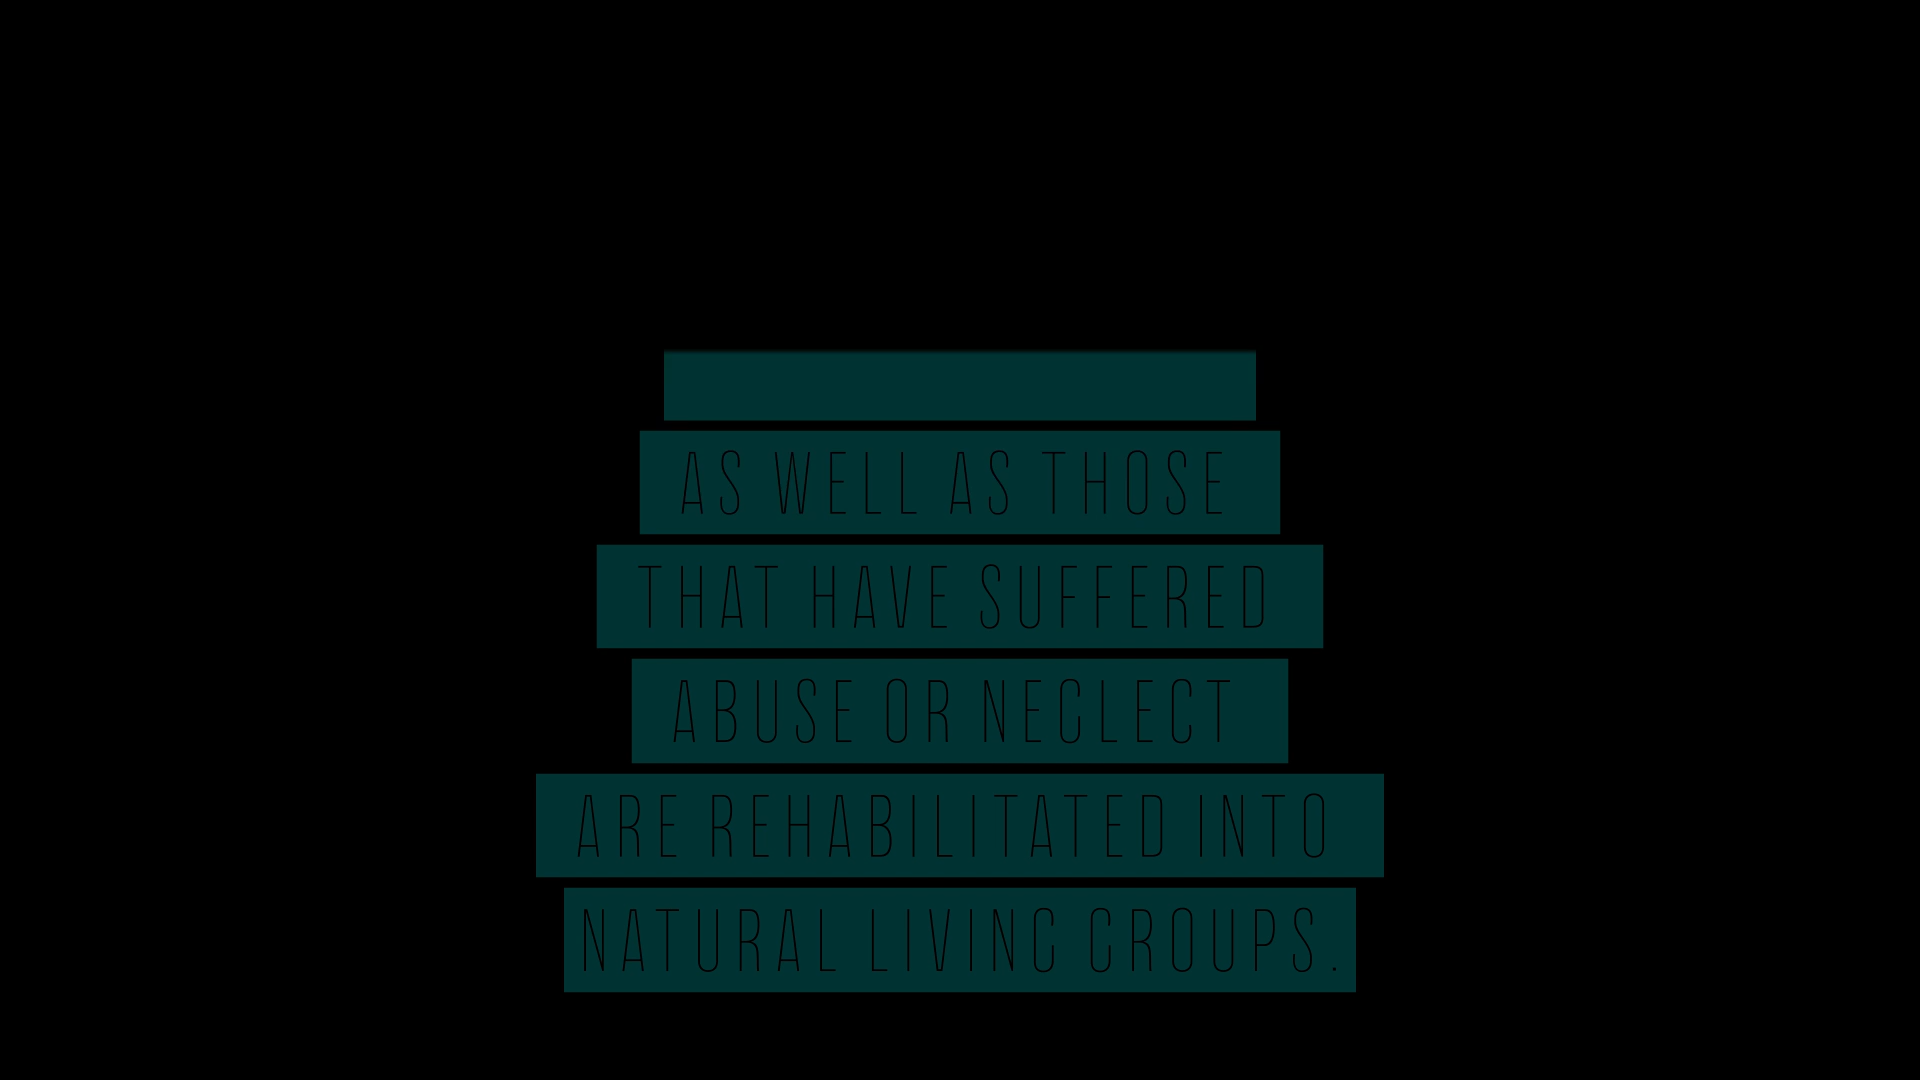 AS WELL AS THOSE
THAT HAVE SUFFERED
ABUSE OR NEGLECT
ARE REHABILITATED INTO
NATURAL LIVING GROUPS.